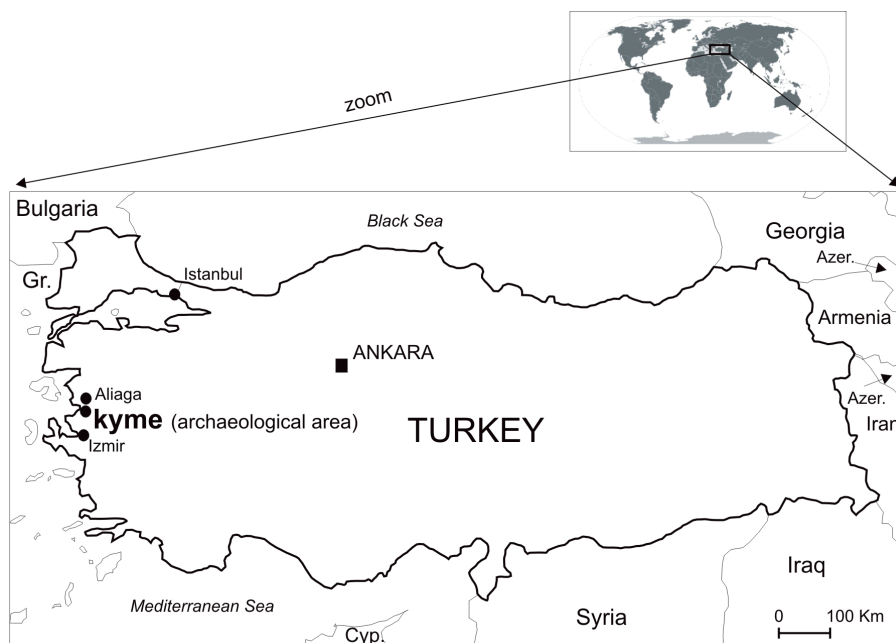 zoom
Bulgaria
Black Sea
Georgia
Azer.
Gr.
Istanbul
Armenia
ANKARA
Aliaga
Azer.
kyme (archaeological area)
TURKEY
Iran
Izmir
Iraq
Mediterranean Sea
Syria
0 100 Km
Cyp.